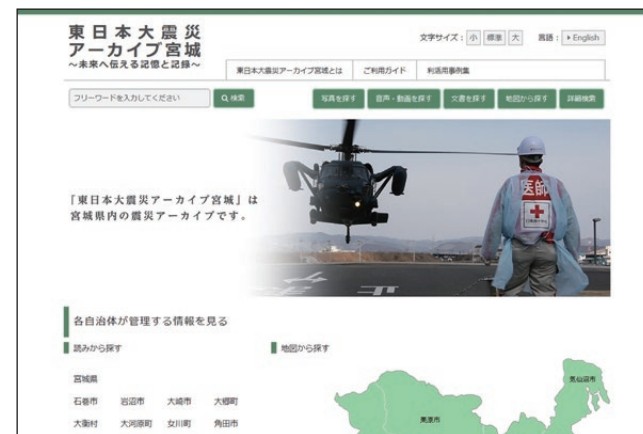 東日本大震災
アーカイブ宮城
～未来へ伝える記憶と記録～
文字サイズ： 小 標準 大 言語： English
東日本大震災アーカイブ宮城とは ご利用ガイド 利活用事例集
フリーワードを入力してください 検索 写真を探す 音声・動画を探す 文書を探す 地図から探す 詳細検索
『東日本大震災アーカイブ宮城』は
宮城県内の震災アーカイブです。
医師
各自治体が管理する情報を見る
読みから探す 地図から探す
宮城県
気仙沼市
石巻市 岩沼市 大崎市 大郷町
大衡村 大河原町 女川町 角田市
栗原市